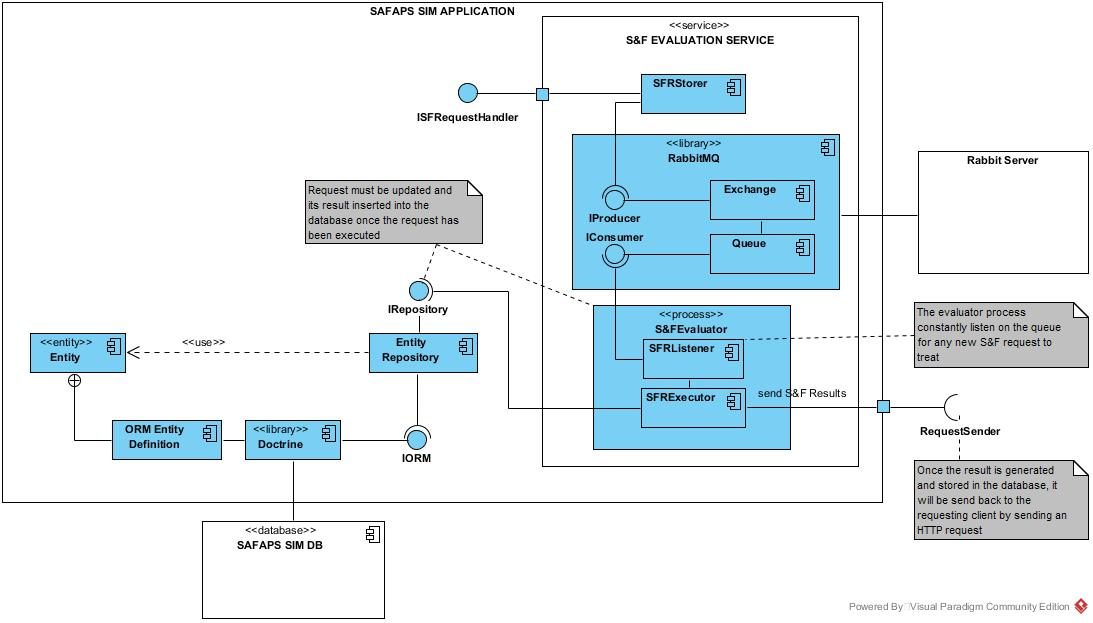 SAFAPS SIM APPLICATION
<<service>>
S&F EVALUATION SERVICE
SFRStorer
ISFRequestHandler
<<library>>
RabbitMQ
Exchange
IProducer
IConsumer
Queue
Rabbit Server
Request must be updated and
its result inserted into the
database once the request has
been executed
IRepository
<<process>>
S&FEvaluator
SFRListener
SFRExecutor
send S&F Results
The evaluator process
constantly listen on the queue
for any new S&F request to
treat
<<entity>>
Entity
<<use>>
Entity
Repository
RequestSender
ORM Entity
Definition
<<library>>
Doctrine
IORM
Once the result is generated
and stored in the database, it
will be send back to the
requesting client by sending an
HTTP request
<<database>>
SAFAPS SIM DB
Powered By Visual Paradigm Community Edition